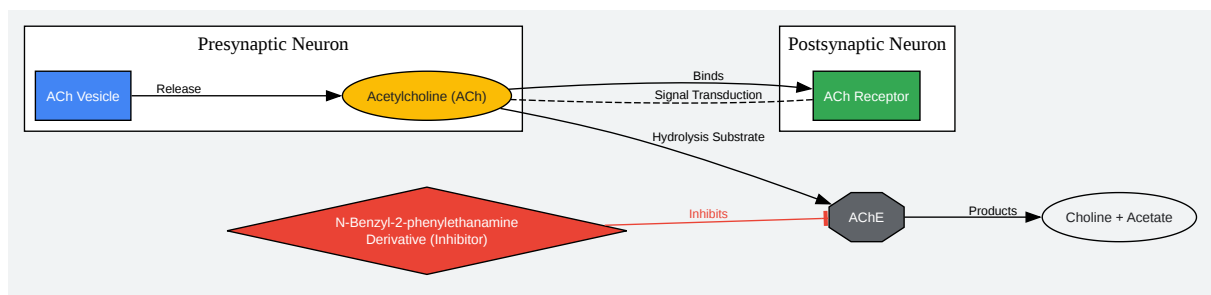 Presynaptic Neuron
Postsynaptic Neuron
ACh Vesicle
Release
Acetylcholine (ACh)
Binds
Signal Transduction
ACh Receptor
Hydrolysis Substrate
N-Benzyl-2-phenylethanamine
Derivative (Inhibitor)
Inhibits
AChE
Products
Choline + Acetate